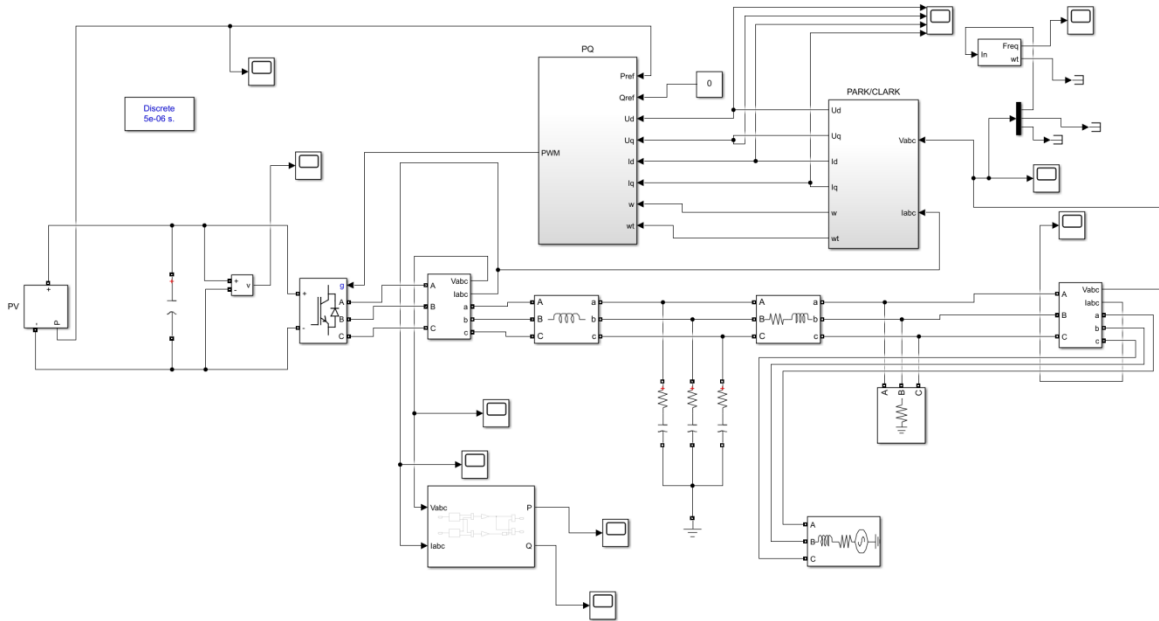 PQ
Pref
Qref
Ud
Uq
Id
Iq
w
wt
PWM
0
PARK/CLARK
Ud
Uq
Id
Iq
w
wt
Vabc
Iabc
In
Freq
wt
Discrete
5e-06 s.
PV
+
-
P
+
-
v
g
+
-
A
B
C
A
B
C
Vabc
Iabc
a
b
c
A
B
C
a
b
c
A
B
C
a
b
c
A
B
C
Vabc
Iabc
a
b
c
A
B
C
Vabc
Iabc
P
Q
A
B
C